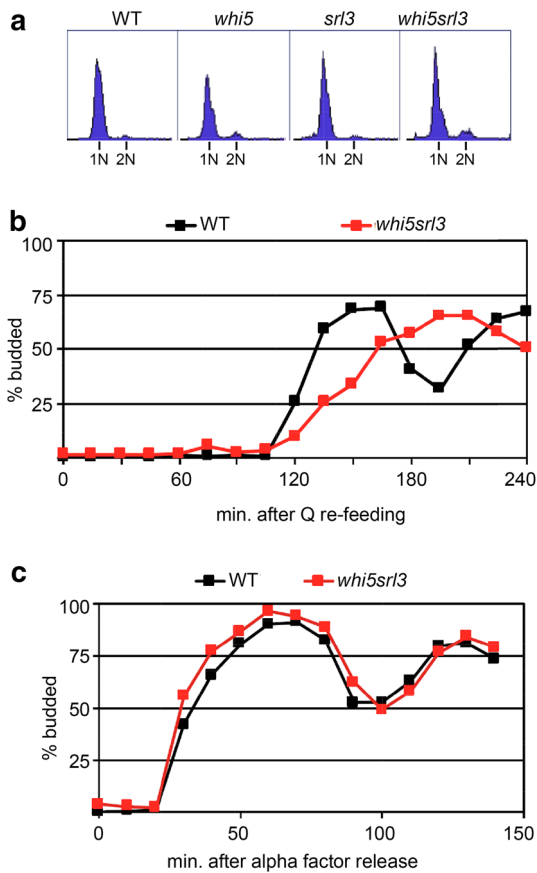 a WT whi5 srl3 whi5srl3
1N 2N 1N 2N 1N 2N 1N 2N
b WT whi5srl3
100
75
50
25
% budded
0 60 120 180 240
min. after Q re-feeding
c WT whi5srl3
100
75
50
25
% budded
0 50 100 150
min. after alpha factor release